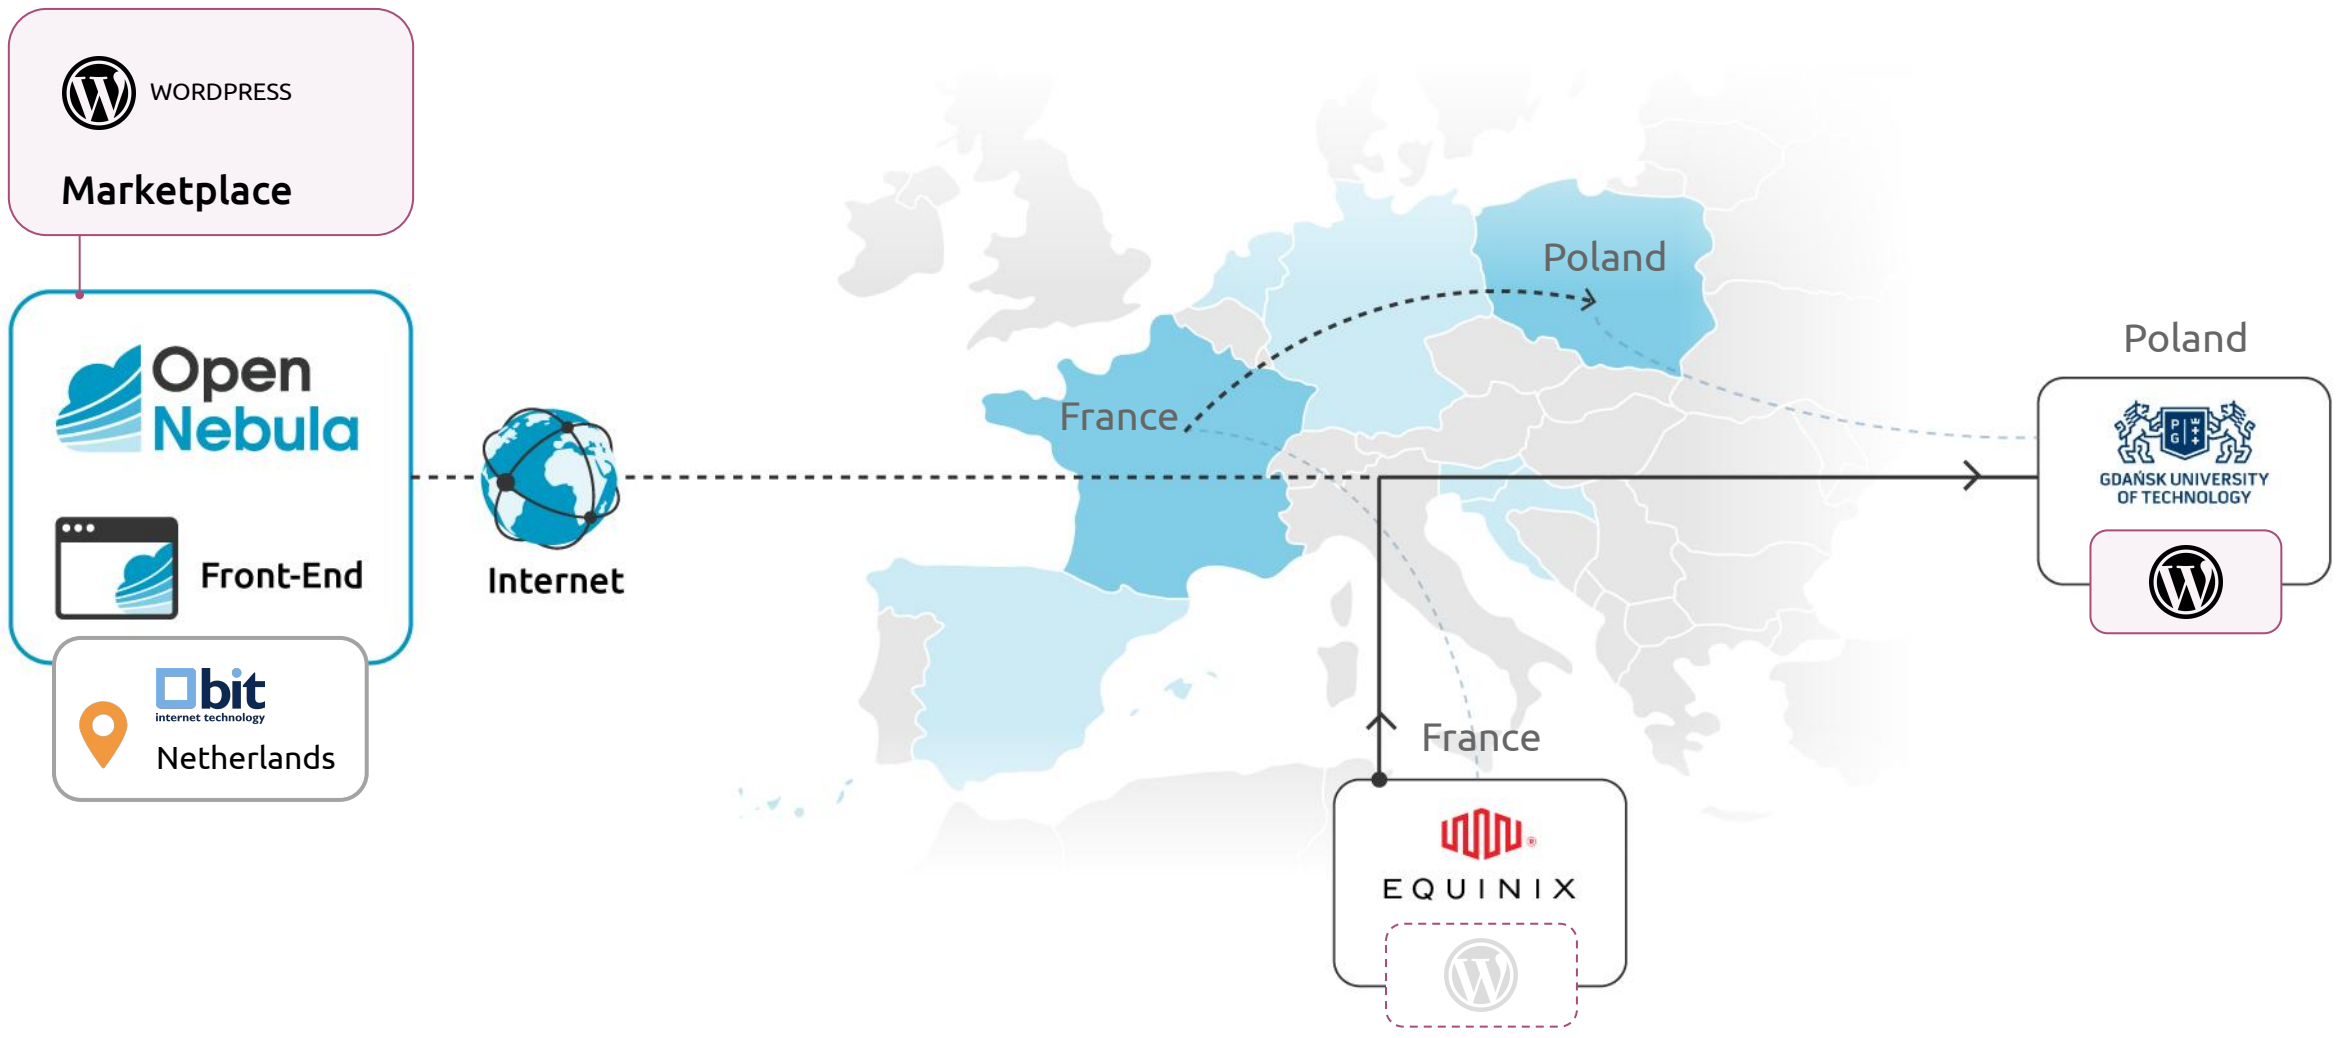 WORDPRESS
Marketplace
Open
Nebula
Front-End
bit
internet technology
Netherlands
Internet
France
Poland
Poland
PG
GDAŃSK UNIVERSITY
OF TECHNOLOGY
France
EQUINIX